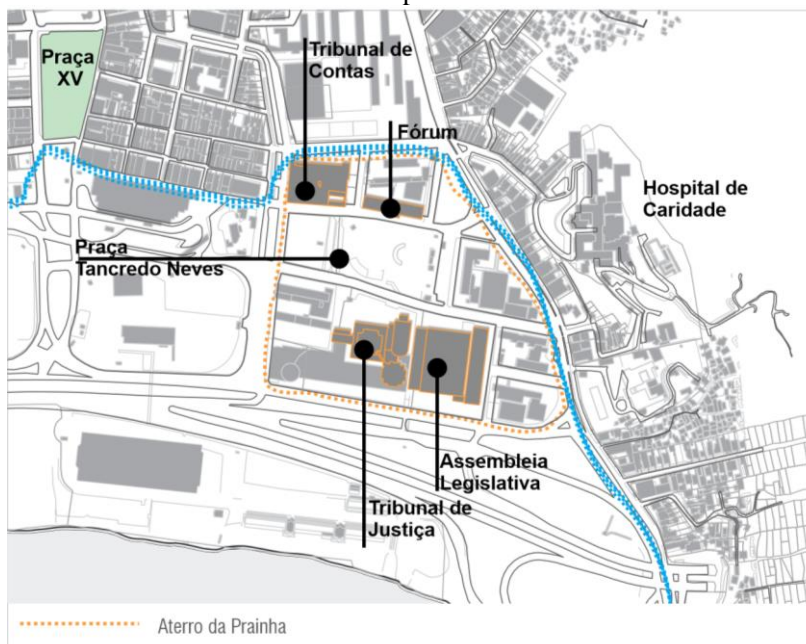 Praça
XV
Tribunal de
Contas
Fórum
Hospital de
Caridade
Praça
Tancredo Neves
Assembleia
Legislativa
Tribunal de
Justiça
Aterro da Prainha